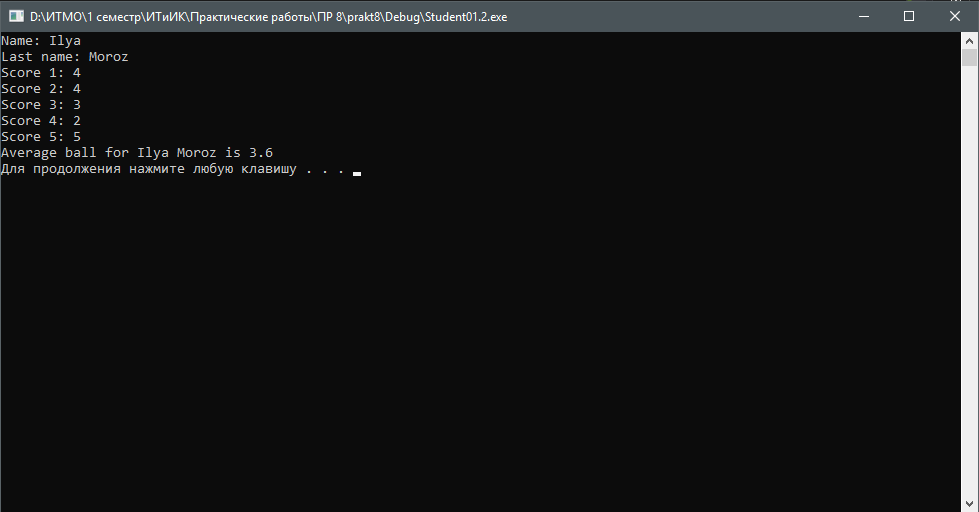 D:\ИТМО\1 семестр\ИТиИК\Практические работы\ПР 8\prakt8\Debug\Student01.2.exe
Name: Ilya
Last name: Moroz
Score 1: 4
Score 2: 4
Score 3: 3
Score 4: 2
Score 5: 5
Average ball for Ilya Moroz is 3.6
Для продолжения нажмите любую клавишу . . .